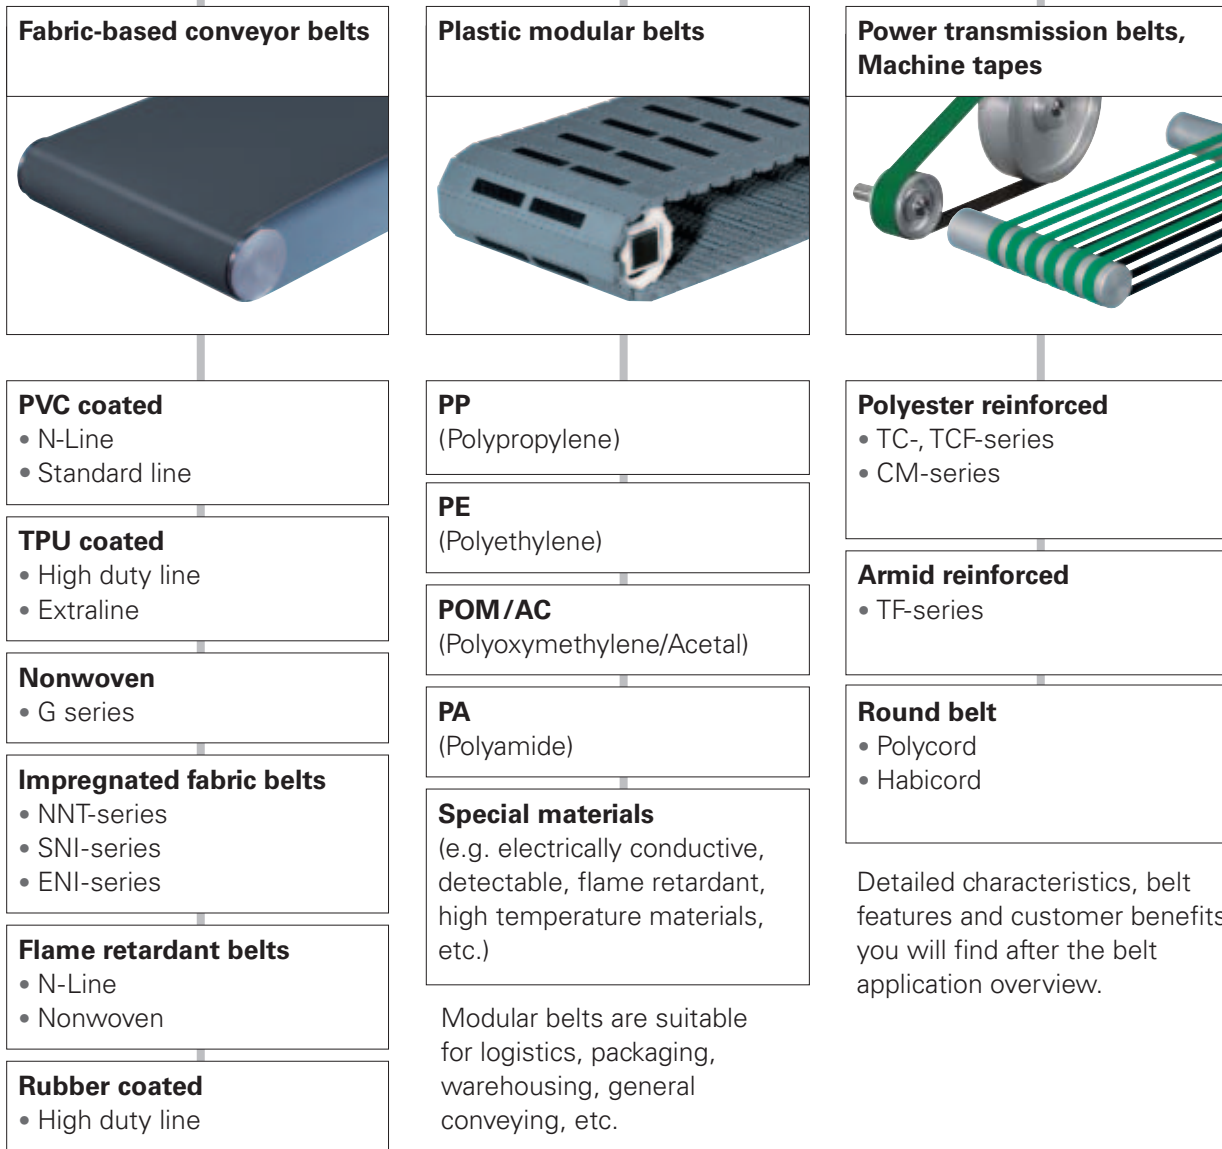 Fabric-based conveyor belts
PVC coated
• N-Line
• Standard line
TPU coated
• High duty line
• Extraline
Nonwoven
• G series
Impregnated fabric belts
• NNT-series
• SNI-series
• ENI-series
Flame retardant belts
• N-Line
• Nonwoven
Rubber coated
• High duty line
Plastic modular belts
PP
(Polypropylene)
PE
(Polyethylene)
POM/AC
(Polyoxymethylene/Acetal)
PA
(Polyamide)
Special materials
(e.g. electrically conductive,
detectable, flame retardant,
high temperature materials,
etc.)
Modular belts are suitable
for logistics, packaging,
warehousing, general
conveying, etc.
Power transmission belts,
Machine tapes
Polyester reinforced
• TC-, TCF-series
• CM-series
Armid reinforced
• TF-series
Round belt
• Polycord
• Habicord
Detailed characteristics, belt
features and customer benefits
you will find after the belt
application overview.